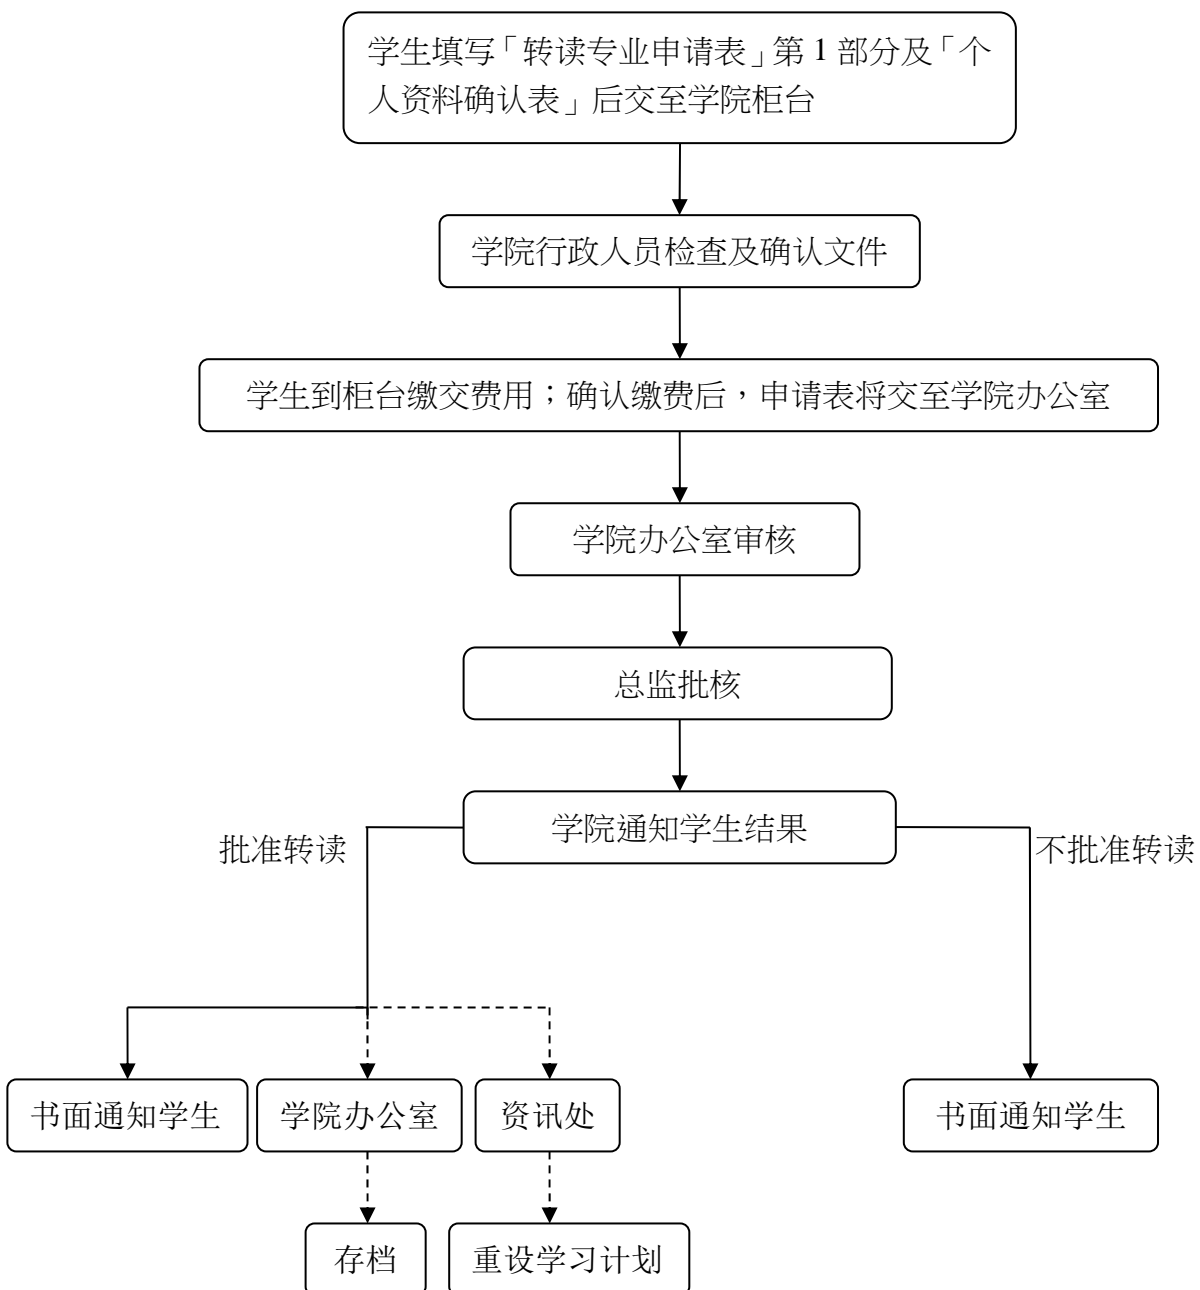 学生填写「转读专业申请表」第 1 部分及「个
人资料确认表」后交至学院柜台
学院行政人员检查及确认文件
学生到柜台缴交费用；确认缴费后，申请表将交至学院办公室
学院办公室审核
总监批核
学院通知学生结果
批准转读
不批准转读
书面通知学生
学院办公室
资讯处
书面通知学生
存档
重设学习计划